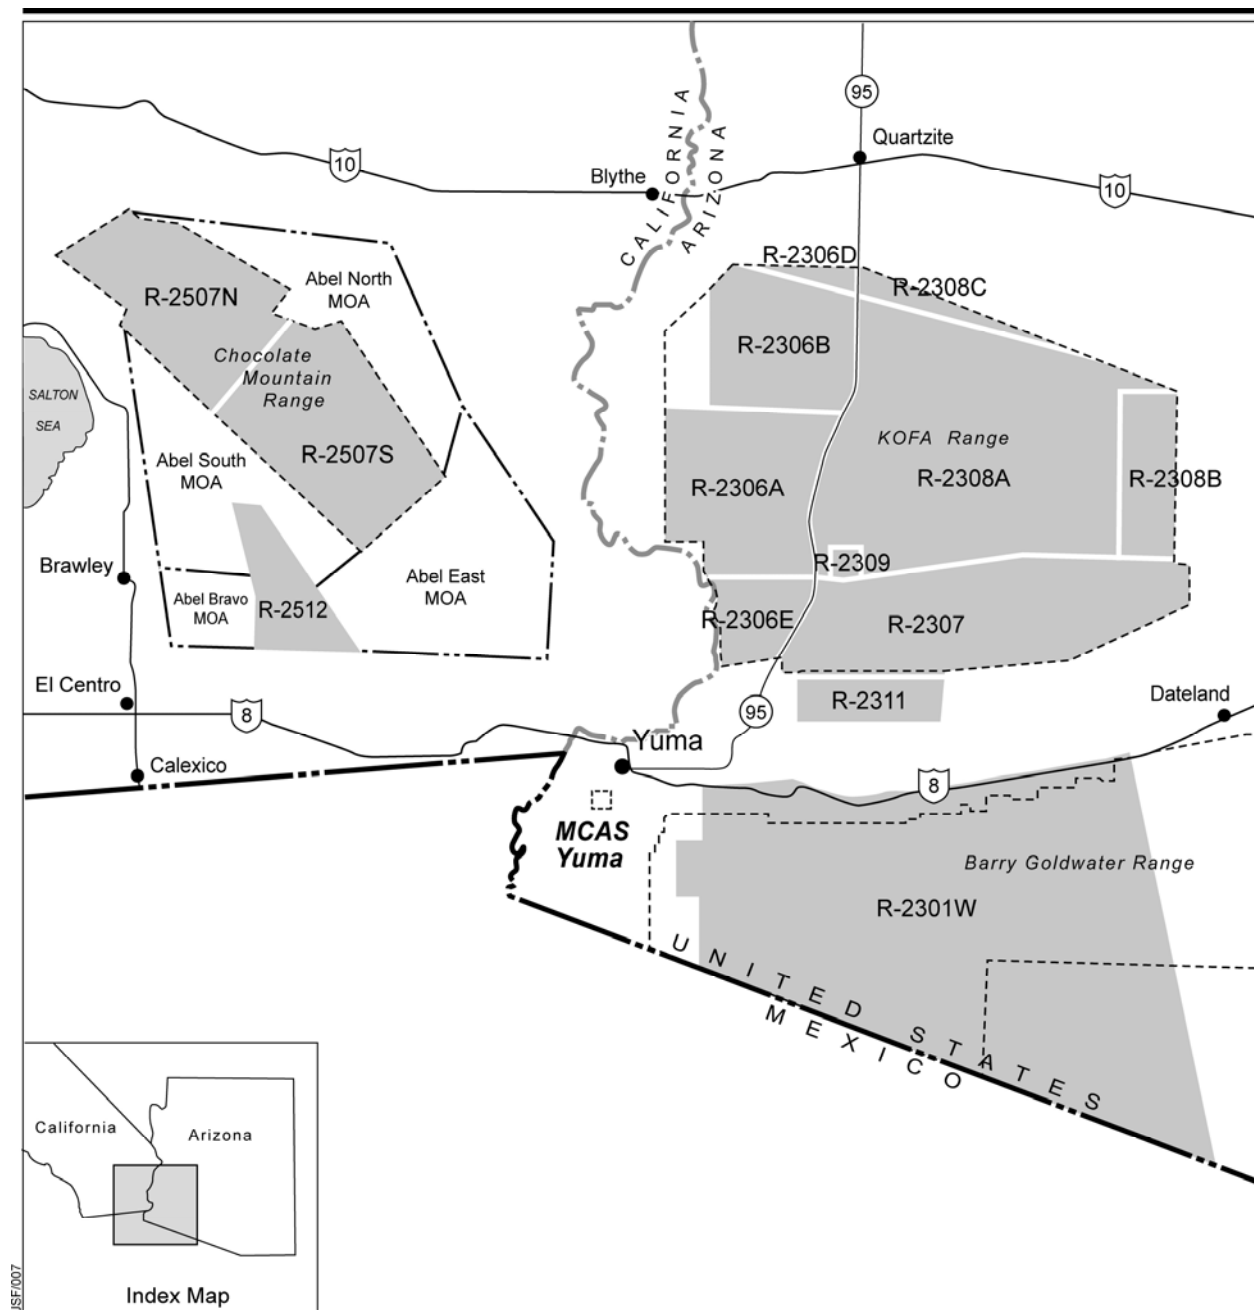 95
Quartzite
10
Blythe
10
CALIFORNIA
ARIZONA
R-2306D
R-2308C
Abel North
MOA
R-2507N
R-2306B
Chocolate
Mountain
Range
SALTON
SEA
KOFA Range
R-2507S
Abel South
MOA
R-2306A
R-2308A
R-2308B
R-2309
Brawley
Abel East
MOA
Abel Bravo
MOA
R-2512
R-2306E
R-2307
El Centro
8
R-2311
Dateland
95
Yuma
Calexico
8
MCAS
Yuma
Barry Goldwater Range
R-2301W
UNITED STATES
MEXICO
California
Arizona
Index Map
JSF/007